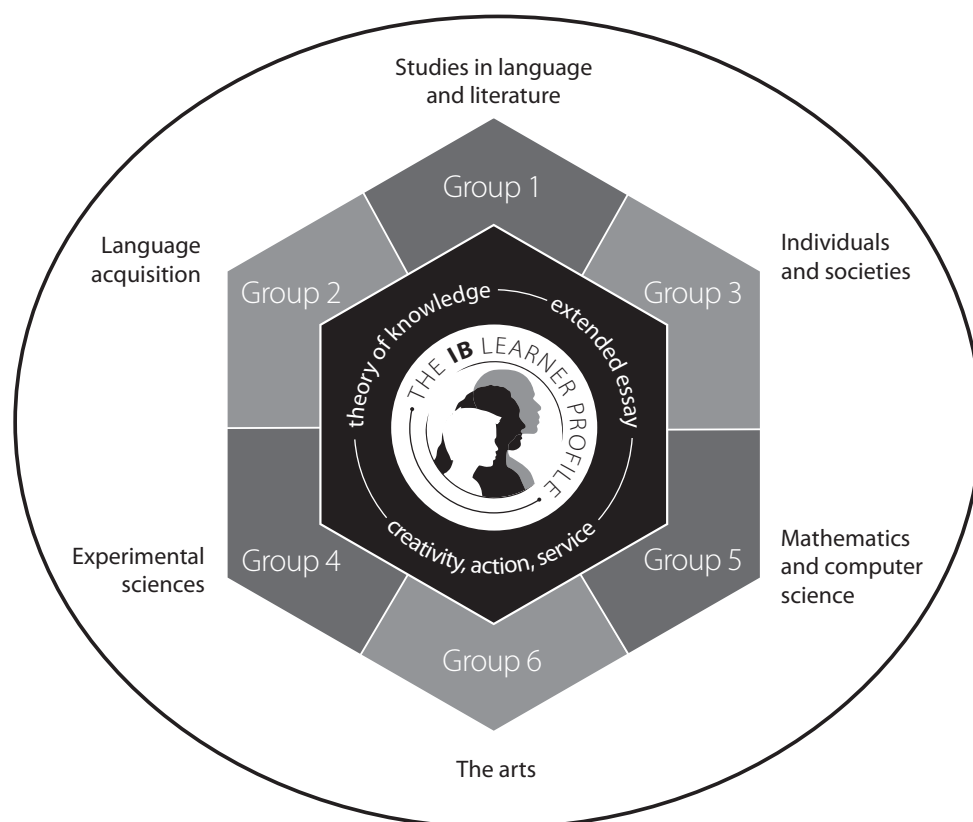 Studies in language
and literature
Group 1
Language
acquisition
Group 2
Individuals
and societies
Group 3
theory of knowledge
extended essay
THE IB LEARNER PROFILE
creativity, action, service
Experimental
sciences
Group 4
Mathematics
and computer
science
Group 5
Group 6
The arts